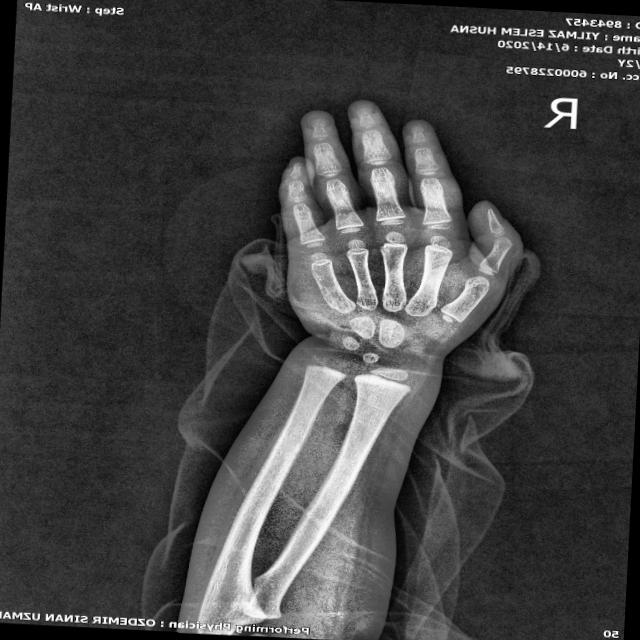 Step : Wrist AP
D : 8943457
ame : YILMAZ ESLEM HUSNA
irth Date : 6/14/2020
/2Y
cc. No : 6000228795
R
Performing Physician : OZDEMIR SINAN UZMA
50